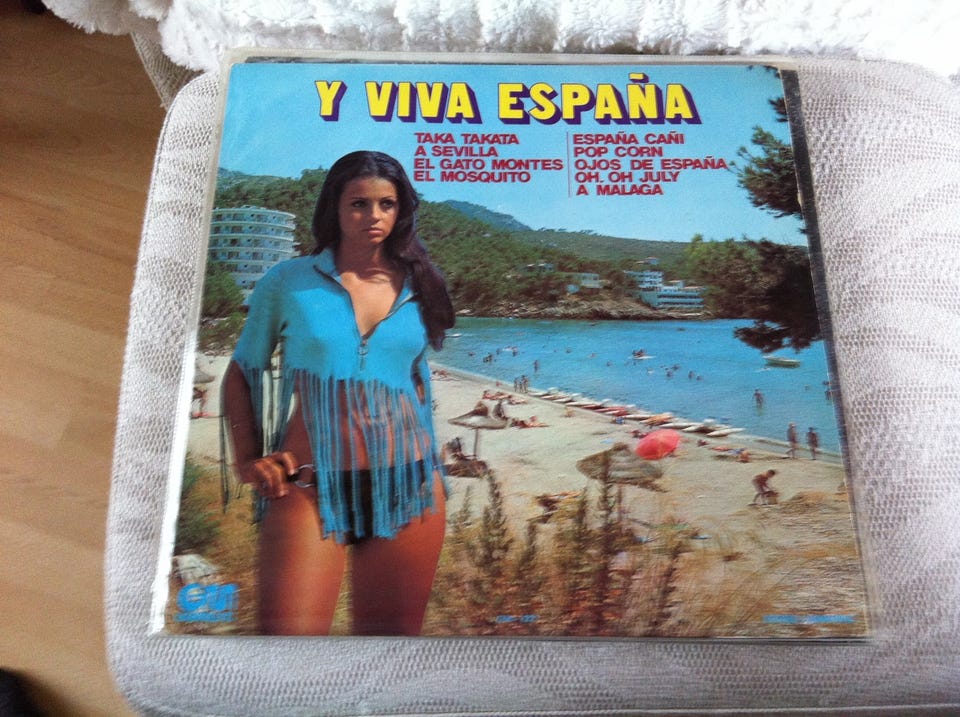 Y VIVA ESPAÑA
TAKA TAKATA
A SEVILLA
EL GATO MONTES
EL MOSQUITO
ESPAÑA CAÑI
POP CORN
OJOS DE ESPAÑA
OH. OH JULY
A MALAGA